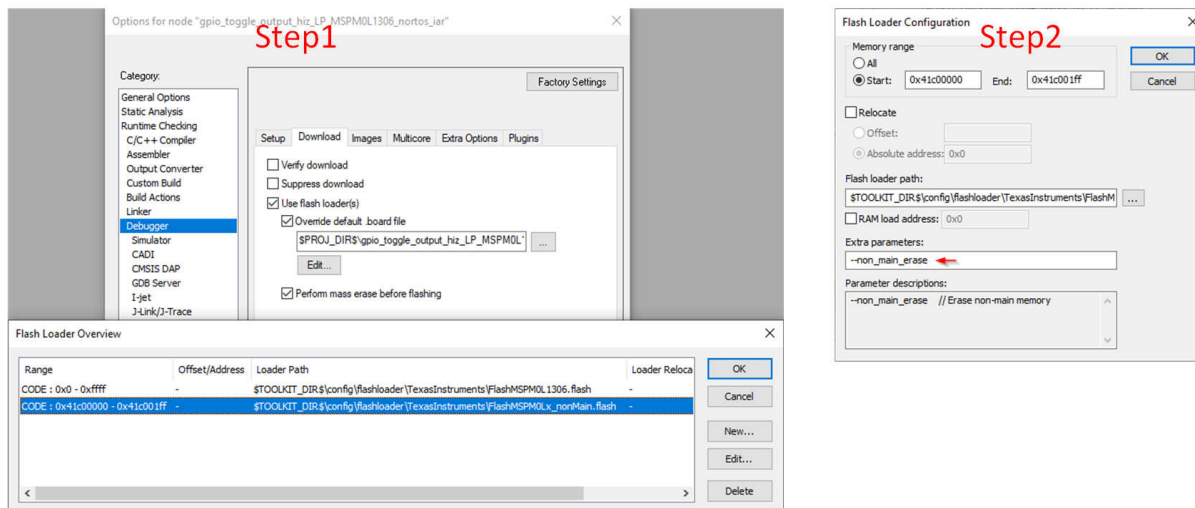 Options for node "gpio_toggle_output_hiz_LP_MSPM0L1306_nortos_iar"
Step1
Category:
General Options
Static Analysis
Runtime Checking
C/C++ Compiler
Assembler
Output Converter
Custom Build
Build Actions
Linker
Debugger
Simulator
CADI
CMSIS DAP
GDB Server
I-jet
J-Link/J-Trace
Factory Settings
Setup Download Images Multicore Extra Options Plugins
Verify download
Suppress download
Use flash loader(s)
Override default .board file
$PROJ_DIR$\gpio_toggle_output_hiz_LP_MSPM0L1
...
Edit...
Perform mass erase before flashing
Flash Loader Overview
Range Offset/Address Loader Path Loader Reloca
CODE : 0x0 - 0xffff - $TOOLKIT_DIR$\config\flashloader\TexasInstruments\FlashMSPM0L1306.flash -
CODE : 0x41c00000 - 0x41c001ff - $TOOLKIT_DIR$\config\flashloader\TexasInstruments\FlashMSPM0Lx_nonMain.flash -
OK
Cancel
New...
Edit...
Delete
Flash Loader Configuration
Step2
Memory range
All
Start: 0x41c00000 End: 0x41c001ff
OK
Cancel
Relocate
Offset:
Absolute address: 0x0
Flash loader path:
$TOOLKIT_DIR$\config\flashloader\TexasInstruments\FlashM ...
RAM load address: 0x0
Extra parameters:
--non_main_erase
Parameter descriptions:
--non_main_erase // Erase non-main memory